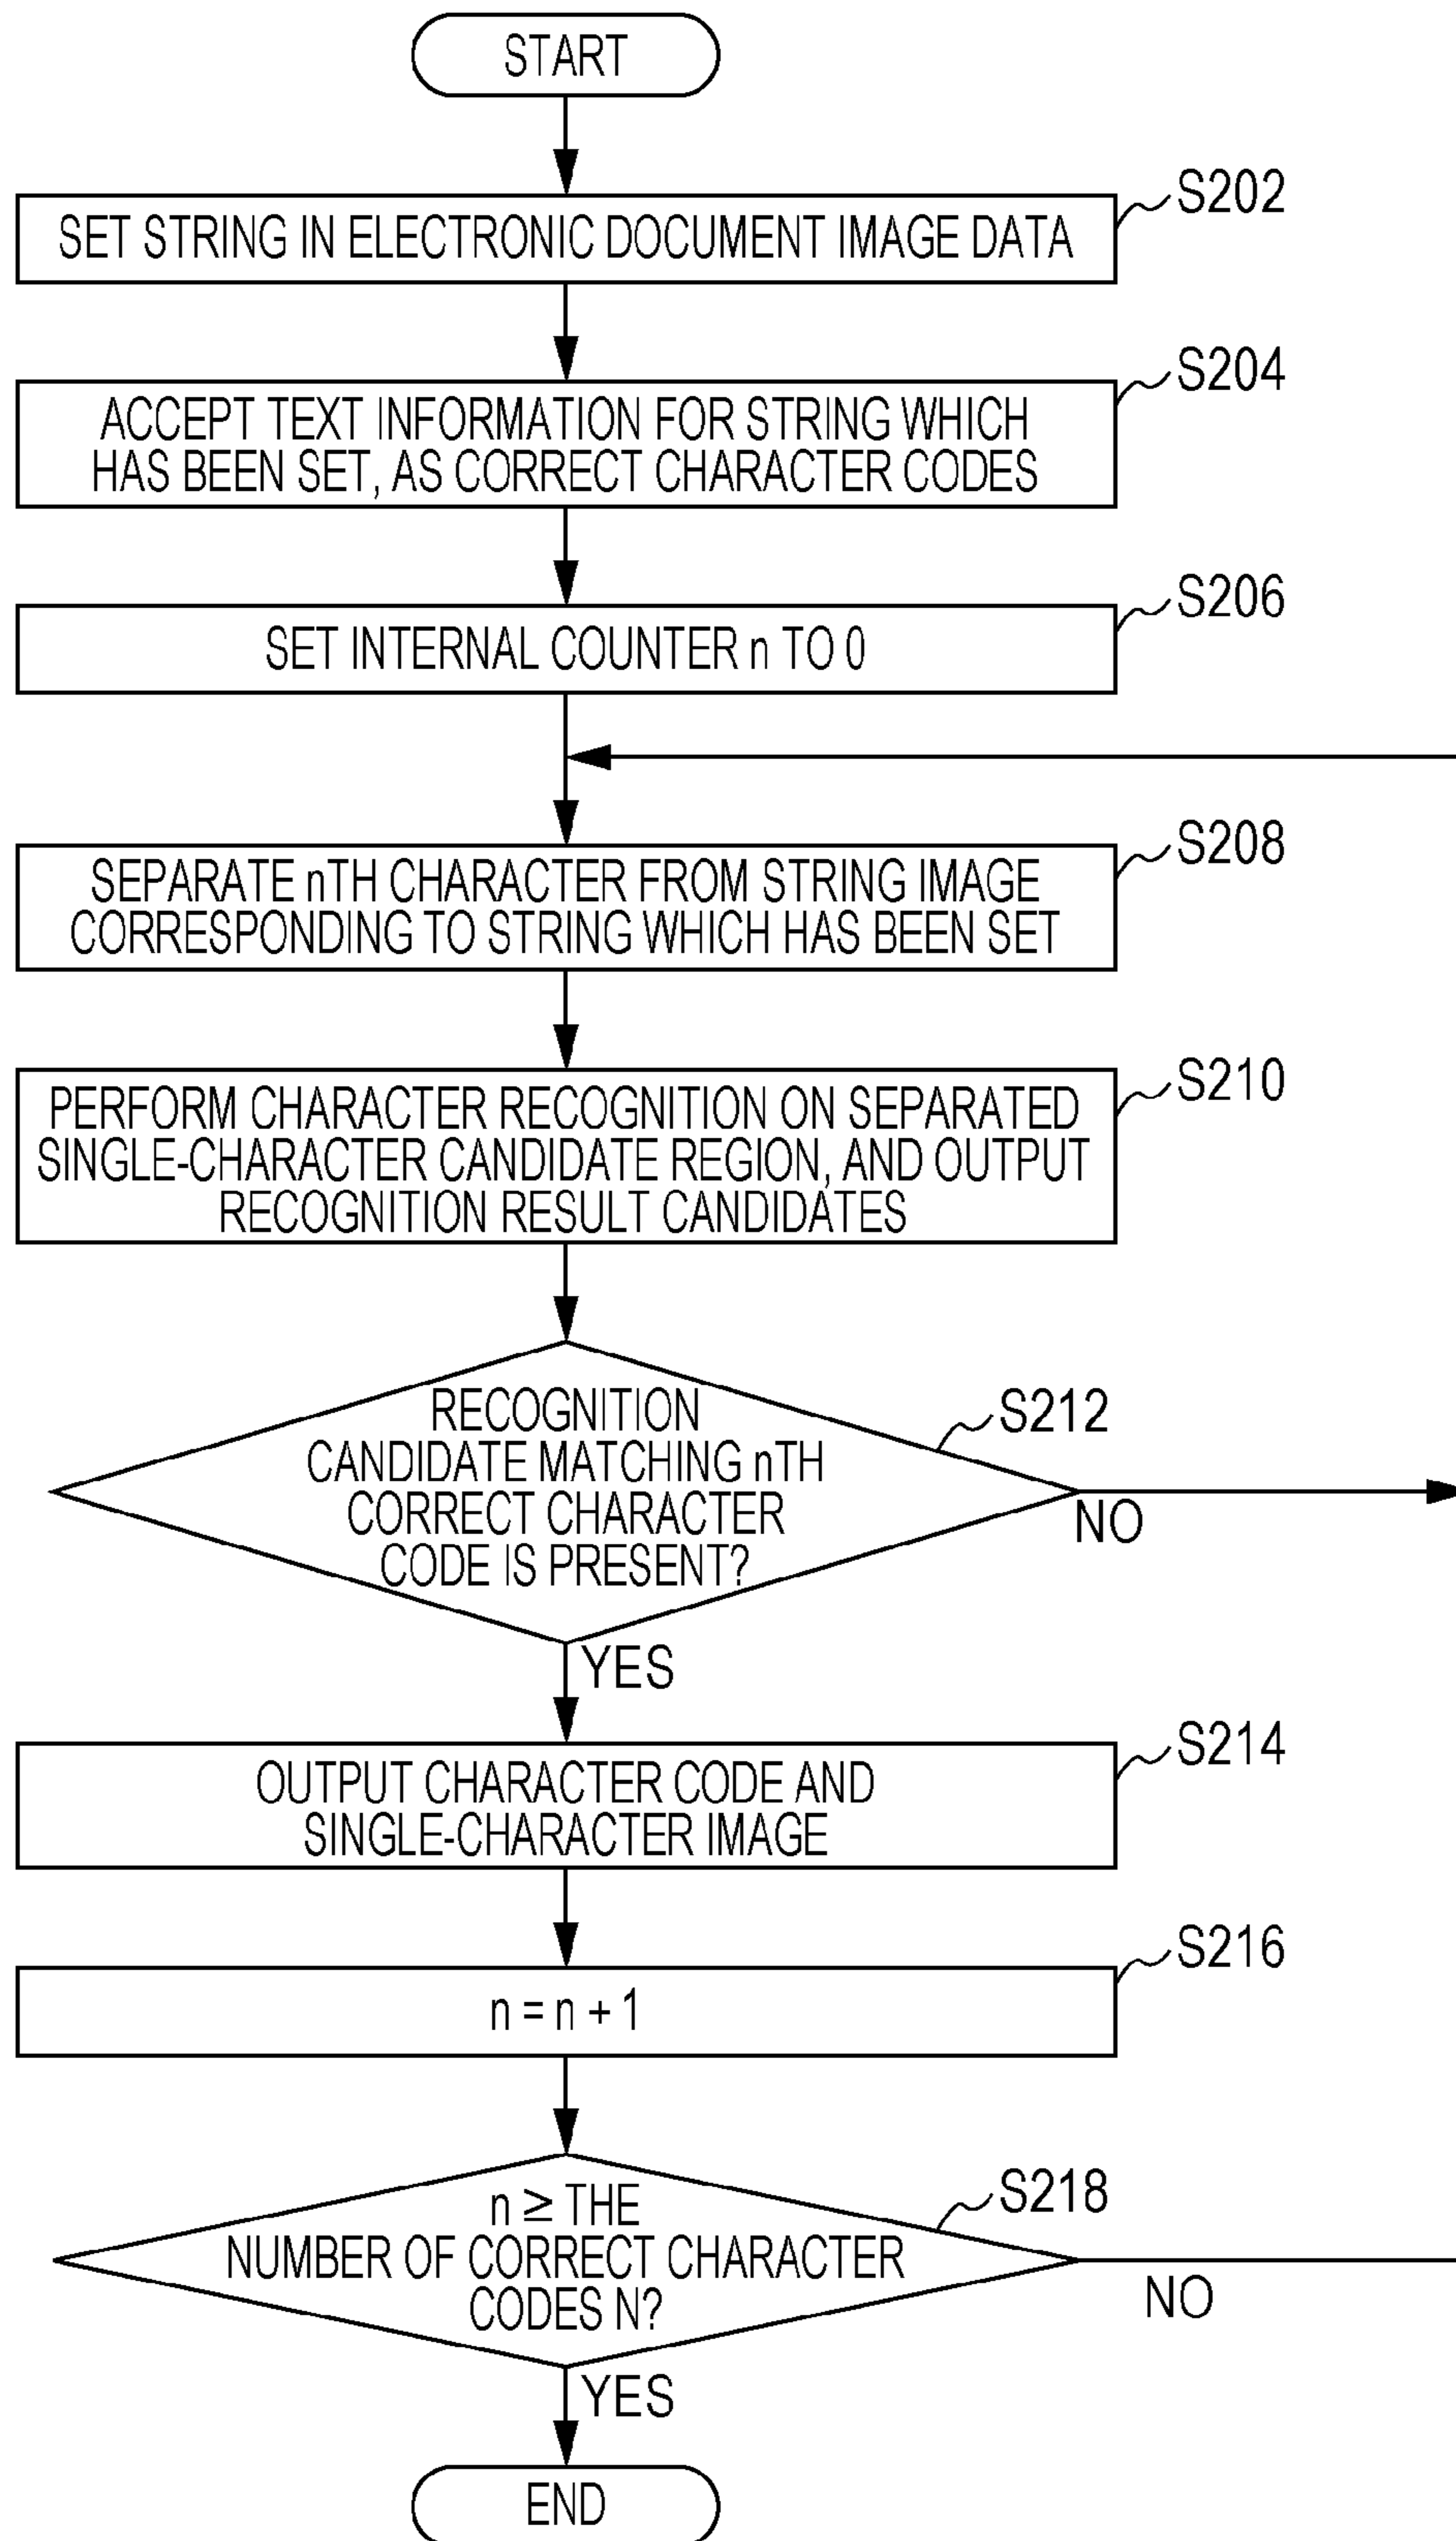 START
S202
SET STRING IN ELECTRONIC DOCUMENT IMAGE DATA
S204
ACCEPT TEXT INFORMATION FOR STRING WHICH
HAS BEEN SET, AS CORRECT CHARACTER CODES
S206
SET INTERNAL COUNTER n TO 0
S208
SEPARATE nTH CHARACTER FROM STRING IMAGE
CORRESPONDING TO STRING WHICH HAS BEEN SET
S210
PERFORM CHARACTER RECOGNITION ON SEPARATED
SINGLE-CHARACTER CANDIDATE REGION, AND OUTPUT
RECOGNITION RESULT CANDIDATES
S212
RECOGNITION
CANDIDATE MATCHING nTH
CORRECT CHARACTER
CODE IS PRESENT?
NO
YES
S214
OUTPUT CHARACTER CODE AND
SINGLE-CHARACTER IMAGE
S216
n = n + 1
S218
n ≥ THE
NUMBER OF CORRECT CHARACTER
CODES N?
NO
YES
END